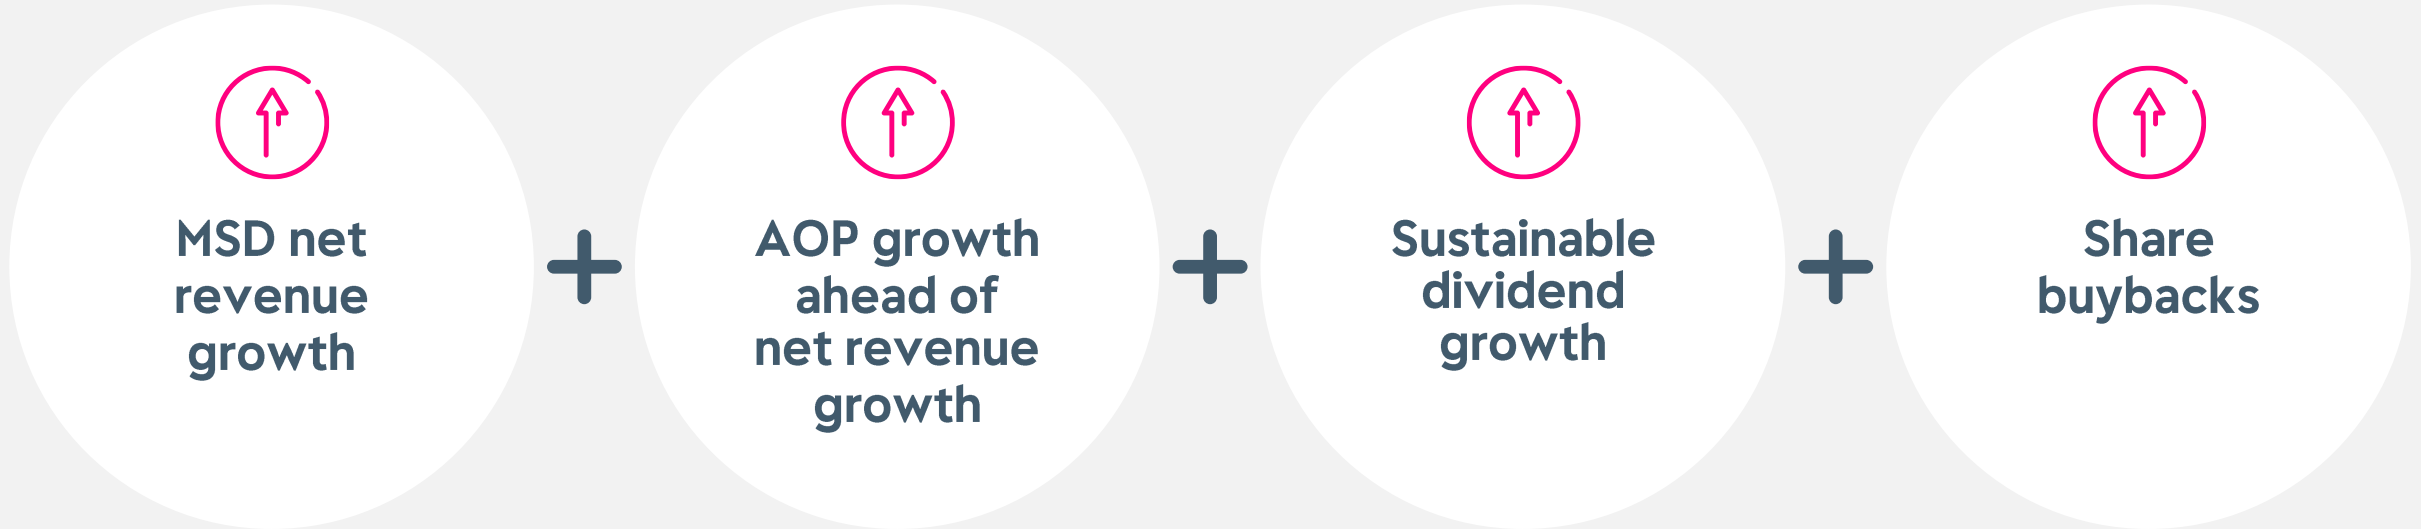 MSD net
revenue
growth
+
AOP growth
ahead of
net revenue
growth
+
Sustainable
dividend
growth
+
Share
buybacks